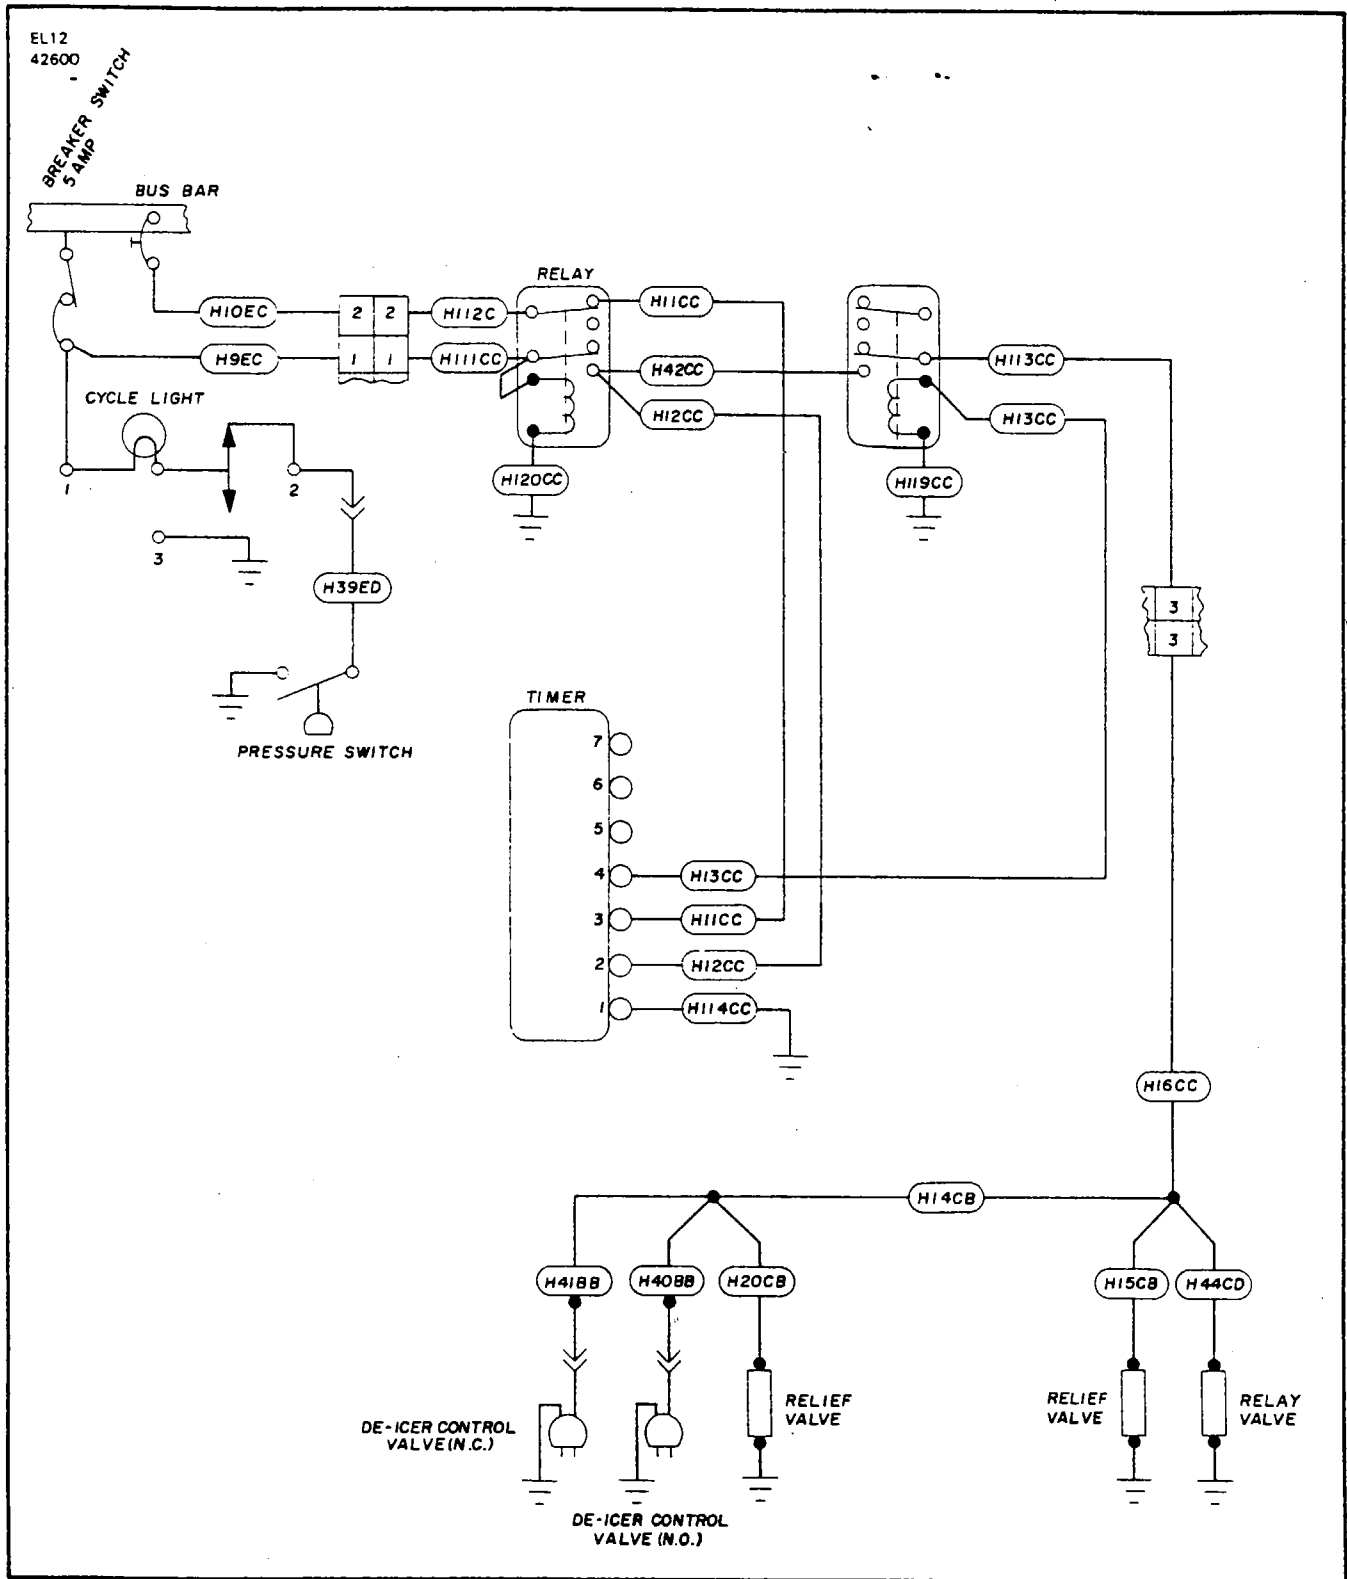 EL12
42600
BREAKER SWITCH
5 AMP
BUS BAR
RELAY
H10EC
2 2
H112C
H11CC
H9EC
1 1
H111CC
H42CC
H113CC
CYCLE LIGHT
H12CC
H13CC
1
2
H120CC
H119CC
3
H39ED
3
3
PRESSURE SWITCH
TIMER
7
6
5
4
H13CC
3
H11CC
2
H12CC
1
H114CC
H16CC
H14CB
H41BB
H40BB
H20CB
H15CB
H44CD
DE-ICER CONTROL
VALVE (N.C.)
RELIEF
VALVE
RELIEF
VALVE
RELAY
VALVE
DE-ICER CONTROL
VALVE (N.O.)